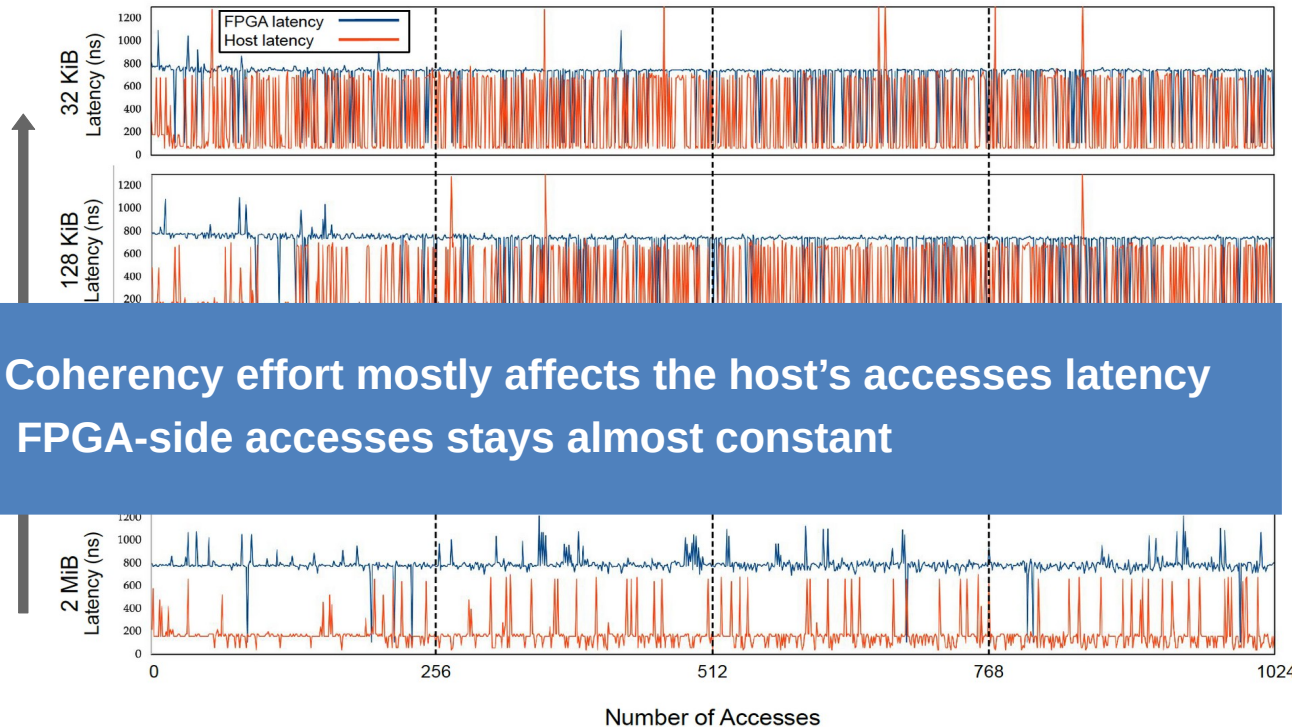 1200
1000
800
600
400
200
0
32 KiB
Latency (ns)
FPGA latency
Host latency
1200
1000
800
600
400
200
128 KiB
Latency (ns)
Coherency effort mostly affects the host’s accesses latency
FPGA-side accesses stays almost constant
1200
1000
800
600
400
200
0
2 MiB
Latency (ns)
0
256
512
768
1024
Number of Accesses